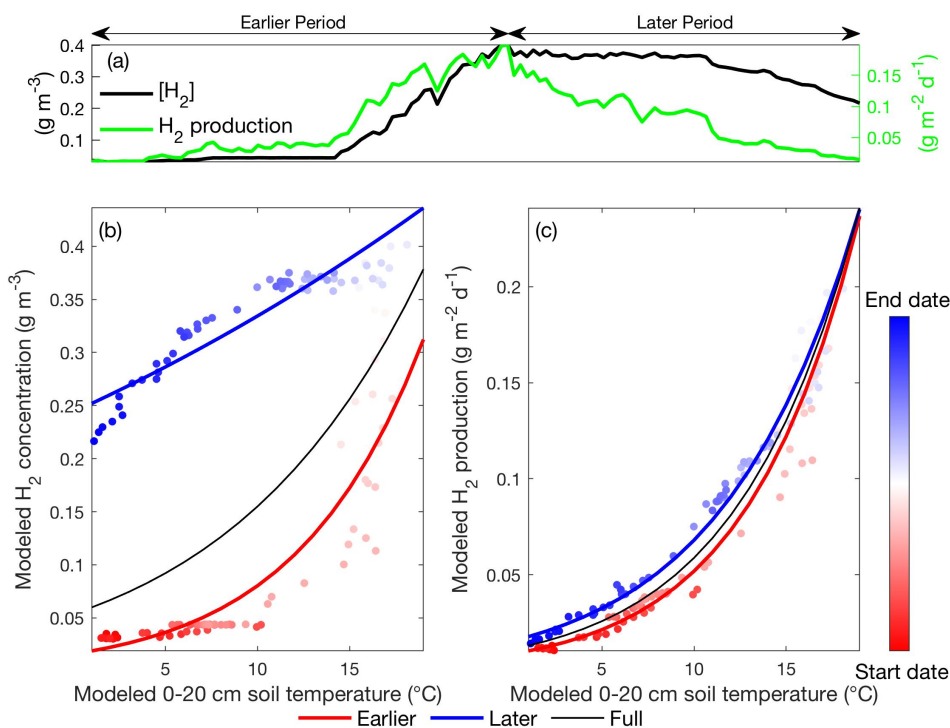 Earlier Period Later Period
(a)
0.4
0.3
0.2
0.1
(g m⁻³)
[H₂]
H₂ production
0.15
0.1
0.05
(g m⁻² d⁻¹)
(b)
0.4
0.35
0.3
0.25
0.2
0.15
0.1
0.05
Modeled H₂ concentration (g m⁻³)
5 10 15
Modeled 0-20 cm soil temperature (°C)
(c)
0.2
0.15
0.1
0.05
Modeled H₂ production (g m⁻² d⁻¹)
5 10 15
Modeled 0-20 cm soil temperature (°C)
End date
Start date
Earlier Later Full